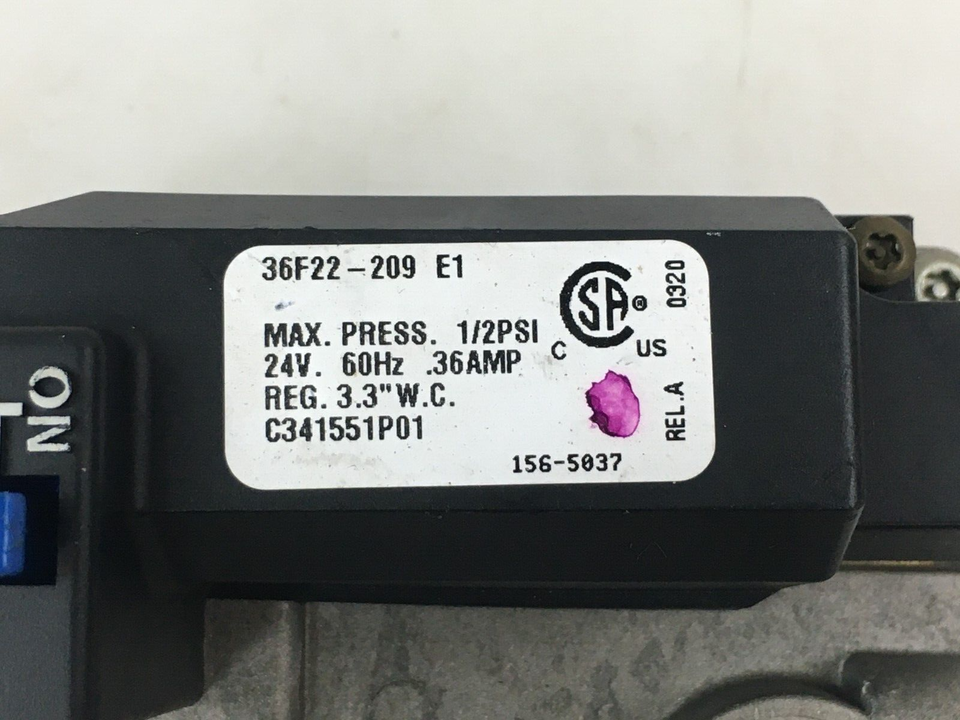 36F22-209 E1
MAX. PRESS. 1/2PSI
24V. 60Hz .36AMP
REG. 3.3"W.C.
C341551P01
156-5037
C SA ® US
0320
REL.A
ON